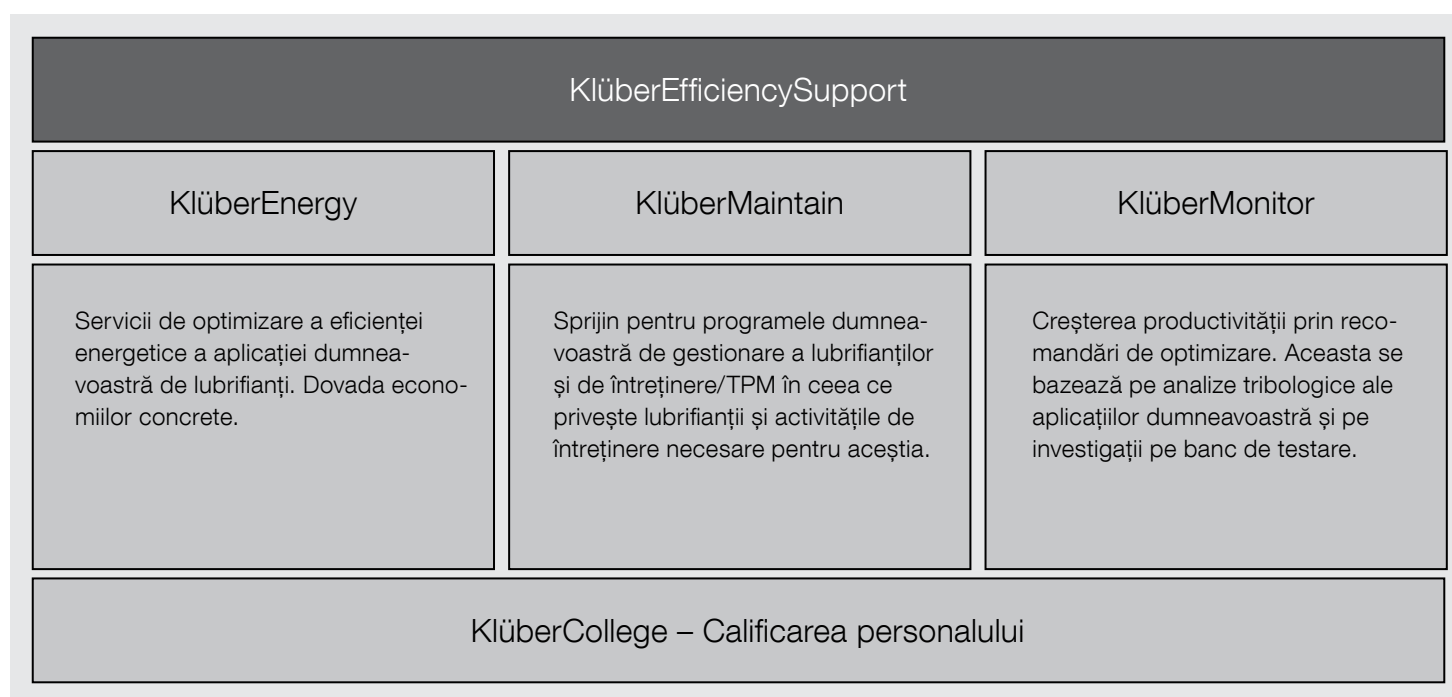 KlüberEfficiencySupport
KlüberEnergy
Servicii de optimizare a eficienței
energetice a aplicației dumnea-
voastră de lubrifianți. Dovada econo-
miilor concrete.
KlüberMaintain
Sprijin pentru programele dumnea-
voastră de gestionare a lubrifianților
și de întreținere/TPM în ceea ce
privește lubrifianții și activitățile de
întreținere necesare pentru aceștia.
KlüberMonitor
Creșterea productivității prin reco-
mandări de optimizare. Aceasta se
bazează pe analize tribologice ale
aplicațiilor dumneavoastră și pe
investigații pe banc de testare.
KlüberCollege – Calificarea personalului